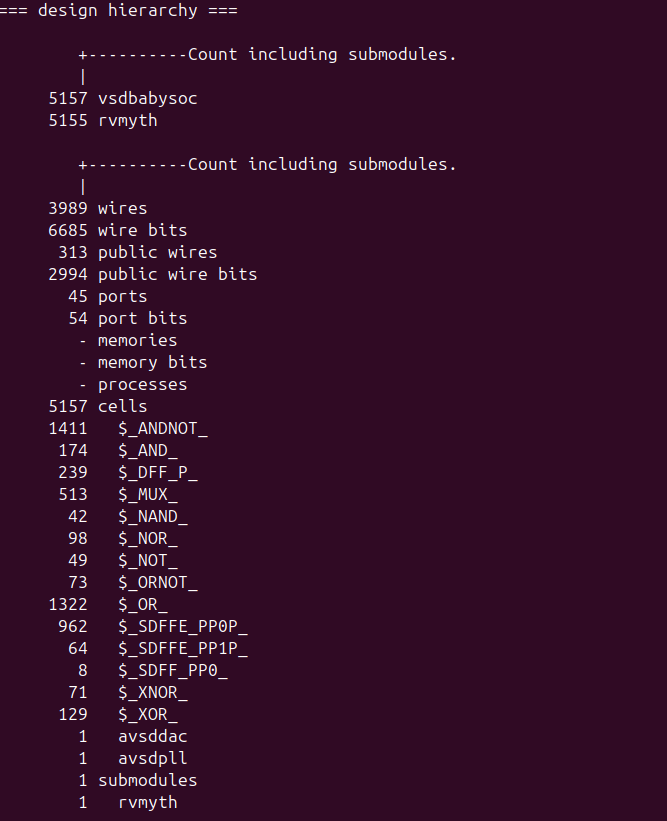 === design hierarchy ===
+----------Count including submodules.
|
5157 vsdbabysoc
5155 rvmyth
+----------Count including submodules.
|
3989 wires
6685 wire bits
313 public wires
2994 public wire bits
45 ports
54 port bits
- memories
- memory bits
- processes
5157 cells
1411 $_ANDNOT_
174 $_AND_
239 $_DFF_P_
513 $_MUX_
42 $_NAND_
98 $_NOR_
49 $_NOT_
73 $_ORNOT_
1322 $_OR_
962 $_SDFFE_PP0P_
64 $_SDFFE_PP1P_
8 $_SDFF_PP0_
71 $_XNOR_
129 $_XOR_
1 avsddac
1 avsdpll
1 submodules
1 rvmyth